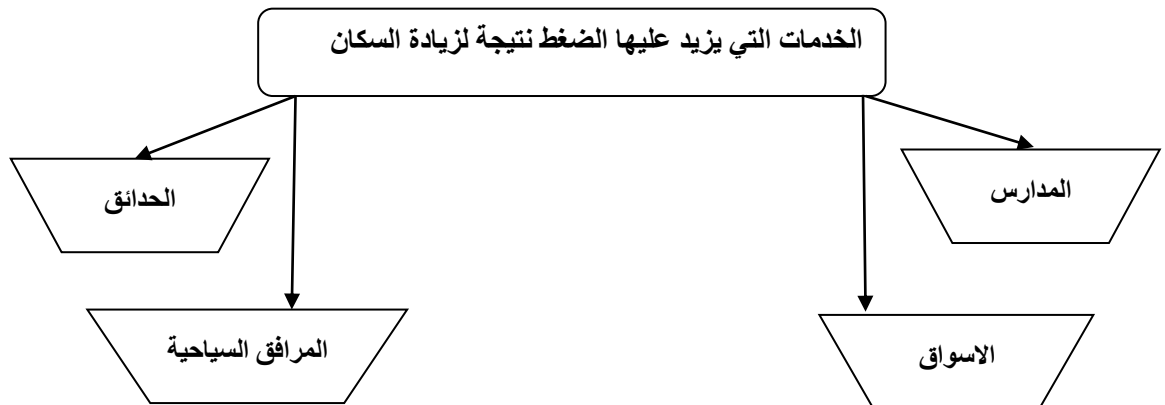 الخدمات التي يزيد عليها الضغط نتيجة لزيادة السكان
المدارس
الحدائق
الاسواق
المرافق السياحية